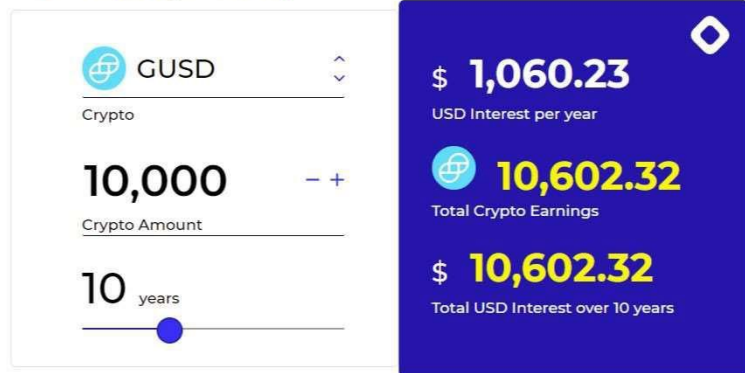 GUSD
Crypto
10,000 − +
Crypto Amount
10 years
$ 1,060.23
USD Interest per year
10,602.32
Total Crypto Earnings
$ 10,602.32
Total USD Interest over 10 years